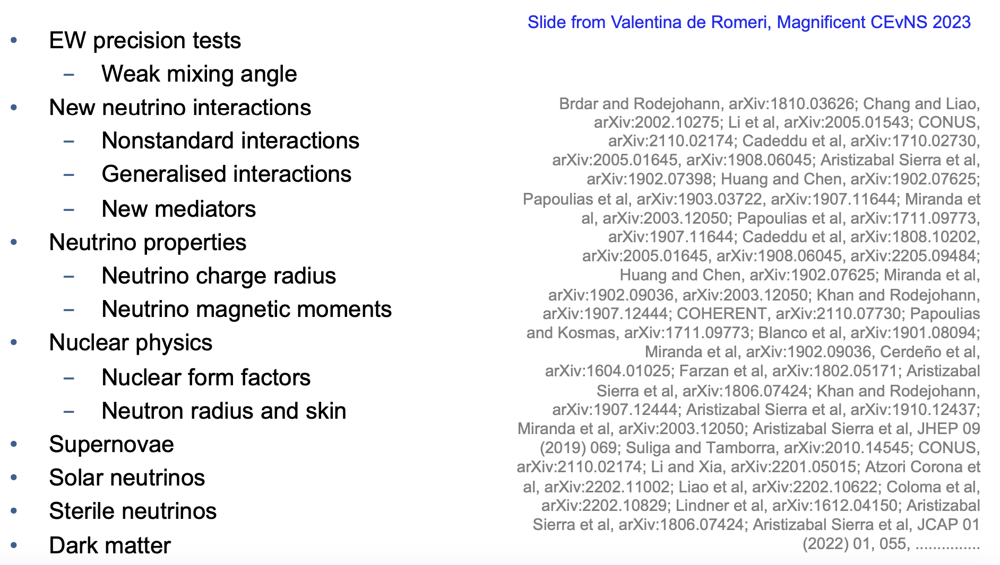 Slide from Valentina de Romeri, Magnificent CEvNS 2023
• EW precision tests
– Weak mixing angle
• New neutrino interactions
– Nonstandard interactions
– Generalised interactions
– New mediators
• Neutrino properties
– Neutrino charge radius
– Neutrino magnetic moments
• Nuclear physics
– Nuclear form factors
– Neutron radius and skin
• Supernovae
• Solar neutrinos
• Sterile neutrinos
• Dark matter
Brdar and Rodejohann, arXiv:1810.03626; Chang and Liao,
arXiv:2002.10275; Li et al, arXiv:2005.01543; CONUS,
arXiv:2110.02174; Cadeddu et al, arXiv:1710.02730,
arXiv:2005.01645, arXiv:1908.06045; Aristizabal Sierra et al,
arXiv:1902.07398; Huang and Chen, arXiv:1902.07625;
Papoulias et al, arXiv:1903.03722, arXiv:1907.11644; Miranda et
al, arXiv:2003.12050; Papoulias et al, arXiv:1711.09773,
arXiv:1907.11644; Cadeddu et al, arXiv:1808.10202,
arXiv:2005.01645, arXiv:1908.06045, arXiv:2205.09484;
Huang and Chen, arXiv:1902.07625; Miranda et al,
arXiv:1902.09036, arXiv:2003.12050; Khan and Rodejohann,
arXiv:1907.12444; COHERENT, arXiv:2110.07730; Papoulias
and Kosmas, arXiv:1711.09773; Blanco et al, arXiv:1901.08094;
Miranda et al, arXiv:1902.09036, Cerdeño et al,
arXiv:1604.01025; Farzan et al, arXiv:1802.05171; Aristizabal
Sierra et al, arXiv:1806.07424; Khan and Rodejohann,
arXiv:1907.12444; Aristizabal Sierra et al, arXiv:1910.12437;
Miranda et al, arXiv:2003.12050; Aristizabal Sierra et al, JHEP 09
(2019) 069; Suliga and Tamborra, arXiv:2010.14545; CONUS,
arXiv:2110.02174; Li and Xia, arXiv:2201.05015; Atzori Corona et
al, arXiv:2202.11002; Liao et al, arXiv:2202.10622; Coloma et al,
arXiv:2202.10829; Lindner et al, arXiv:1612.04150; Aristizabal
Sierra et al, arXiv:1806.07424; Aristizabal Sierra et al, JCAP 01
(2022) 01, 055, ...............